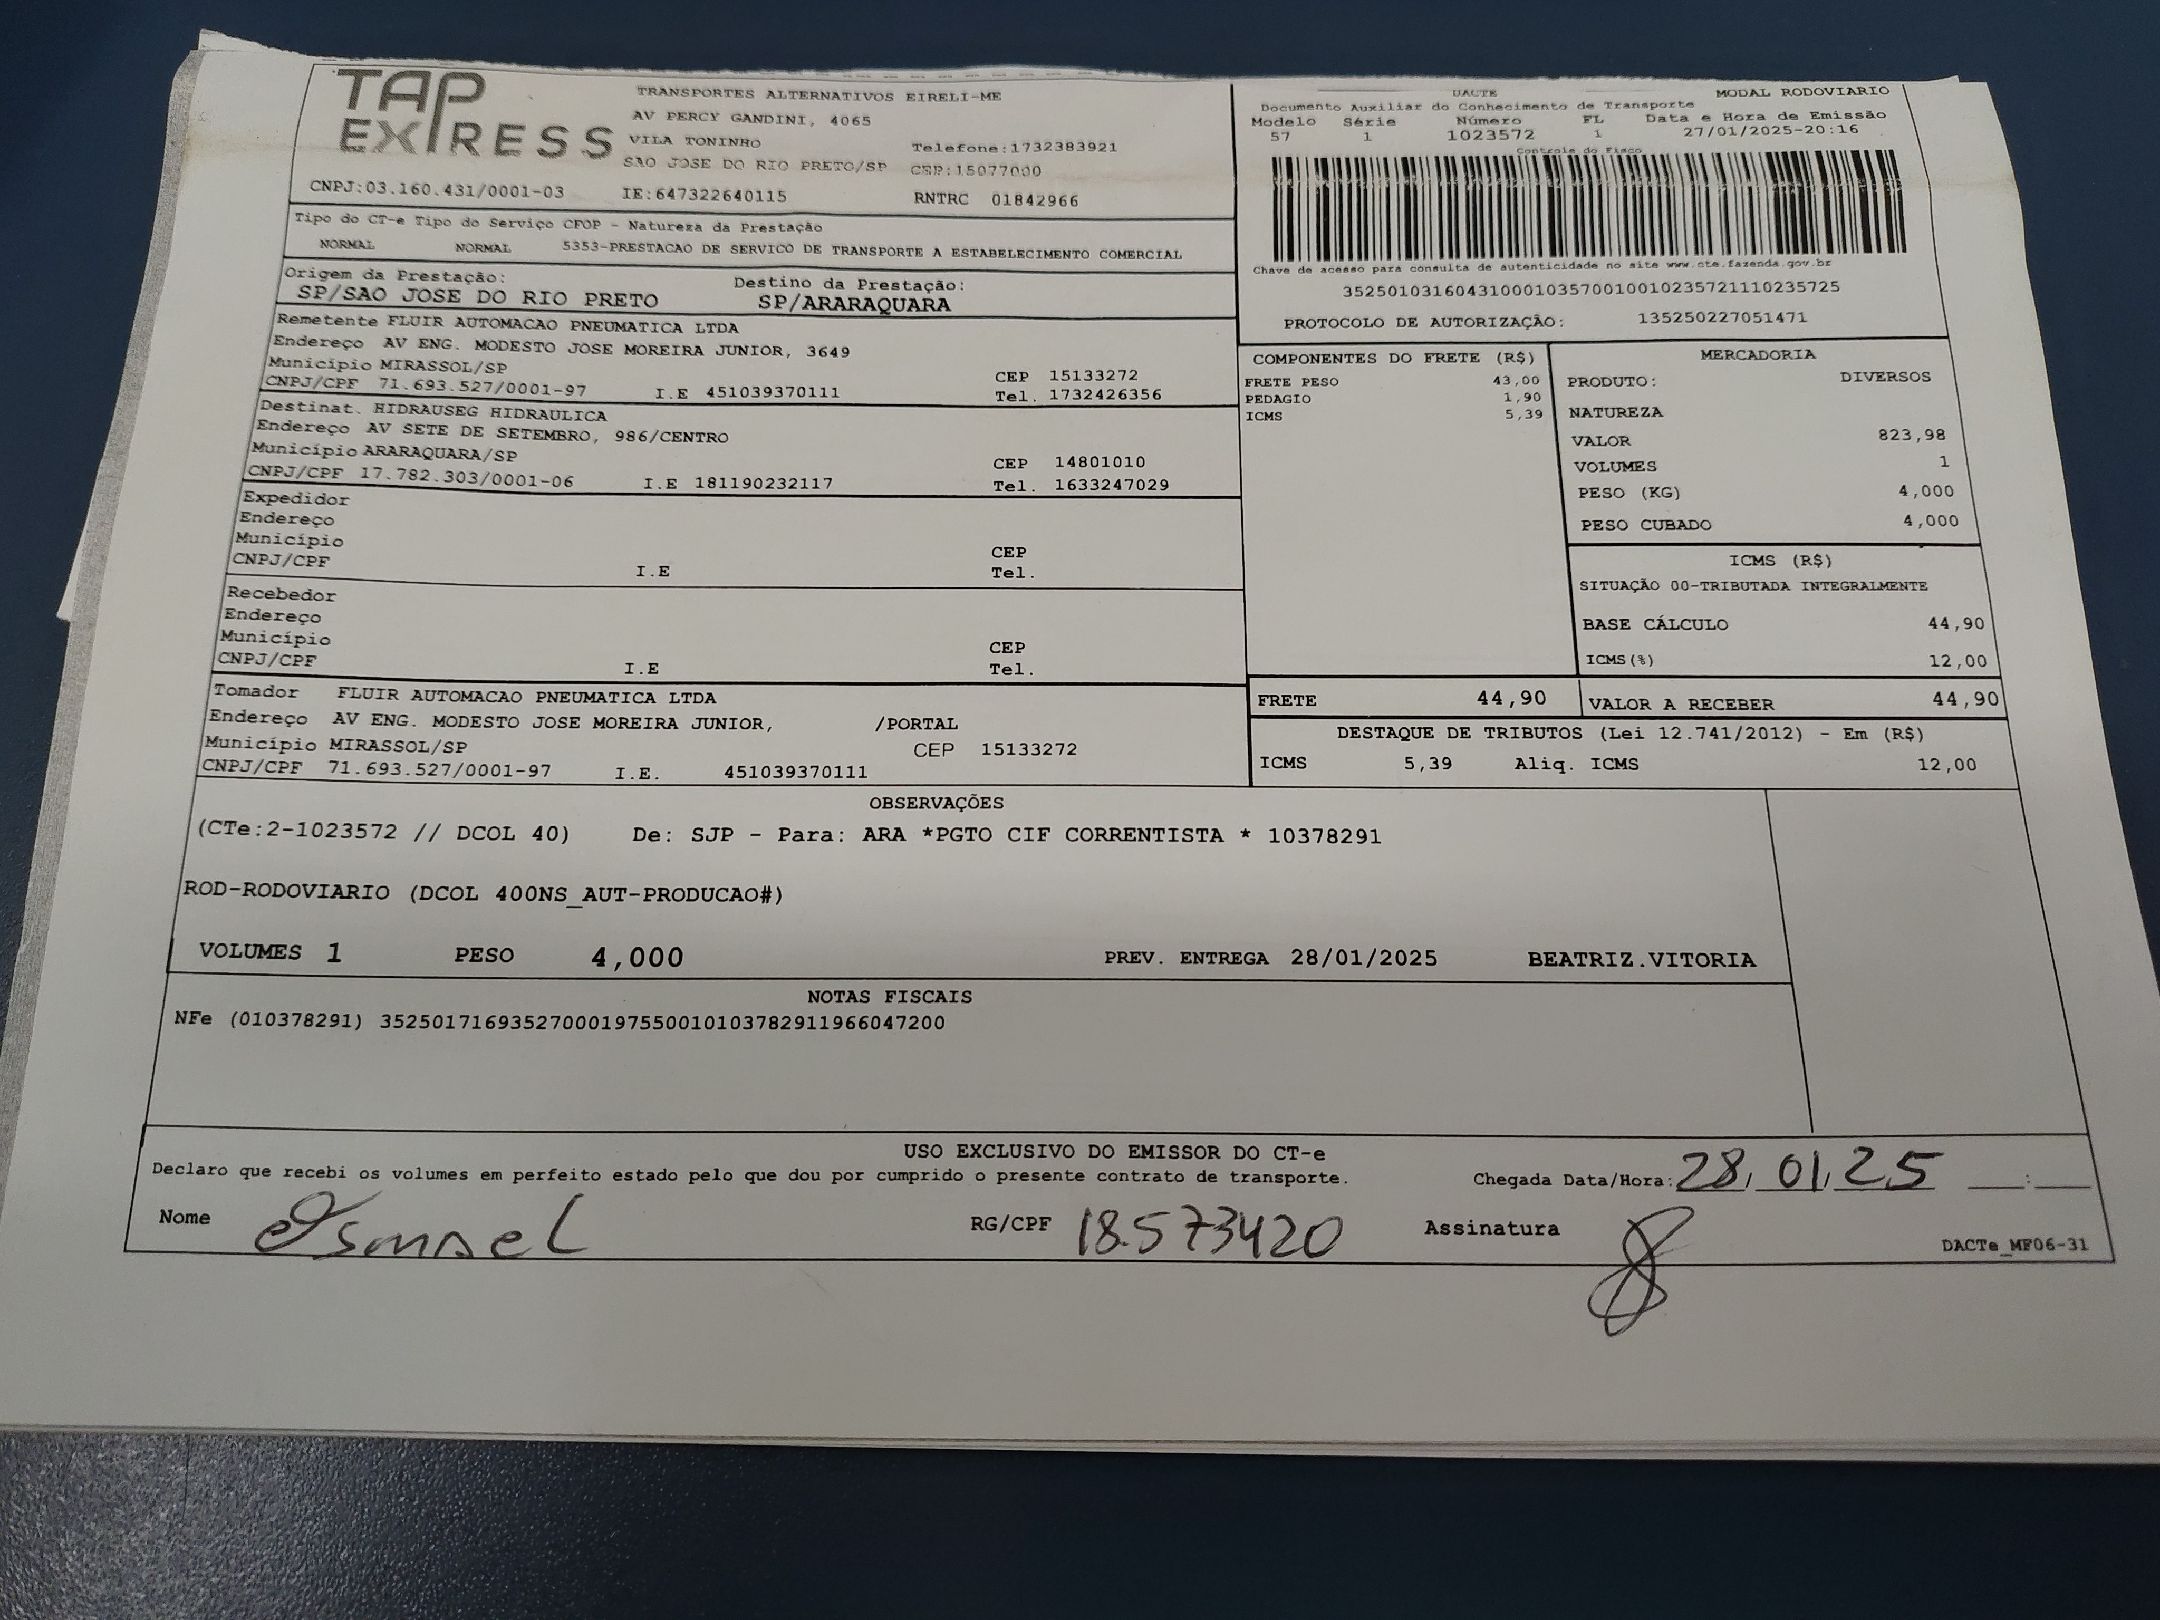 TAP EXPRESS
TRANSPORTES ALTERNATIVOS EIRELI-ME
AV PERCY GANDINI, 4065
VILA TONINHO Telefone:1732383921
SAO JOSE DO RIO PRETO/SP CEP:15077000
CNPJ:03.160.431/0001-03 IE:647322640115 RNTRC 01842966
DACTE MODAL RODOVIARIO
Documento Auxiliar do Conhecimento de Transporte
Modelo Série Número FL Data e Hora de Emissão
57 1 1023572 1 27/01/2025-20:16
Controle do Fisco
Chave de acesso para consulta de autenticidade no site www.cte.fazenda.gov.br
35250103160431000103570010010235721110235725
PROTOCOLO DE AUTORIZAÇÃO: 135250227051471
Tipo do CT-e Tipo do Serviço CFOP - Natureza da Prestação
NORMAL NORMAL 5353-PRESTACAO DE SERVICO DE TRANSPORTE A ESTABELECIMENTO COMERCIAL
Origem da Prestação: Destino da Prestação:
SP/SAO JOSE DO RIO PRETO SP/ARARAQUARA
Remetente FLUIR AUTOMACAO PNEUMATICA LTDA
Endereço AV ENG. MODESTO JOSE MOREIRA JUNIOR, 3649
Município MIRASSOL/SP CEP 15133272
CNPJ/CPF 71.693.527/0001-97 I.E 451039370111 Tel. 1732426356
Destinat. HIDRAUSEG HIDRAULICA
Endereço AV SETE DE SETEMBRO, 986/CENTRO
Município ARARAQUARA/SP CEP 14801010
CNPJ/CPF 17.782.303/0001-06 I.E 181190232117 Tel. 1633247029
Expedidor
Endereço
Município CEP
CNPJ/CPF I.E Tel.
Recebedor
Endereço
Município CEP
CNPJ/CPF I.E Tel.
Tomador FLUIR AUTOMACAO PNEUMATICA LTDA
Endereço AV ENG. MODESTO JOSE MOREIRA JUNIOR, /PORTAL
Município MIRASSOL/SP CEP 15133272
CNPJ/CPF 71.693.527/0001-97 I.E. 451039370111
COMPONENTES DO FRETE (R$)
FRETE PESO 43,00
PEDAGIO 1,90
ICMS 5,39
MERCADORIA
PRODUTO: DIVERSOS
NATUREZA
VALOR 823,98
VOLUMES 1
PESO (KG) 4,000
PESO CUBADO 4,000
ICMS (R$)
SITUAÇÃO 00-TRIBUTADA INTEGRALMENTE
BASE CÁLCULO 44,90
ICMS(%) 12,00
FRETE 44,90 VALOR A RECEBER 44,90
DESTAQUE DE TRIBUTOS (Lei 12.741/2012) - Em (R$)
ICMS 5,39 Aliq. ICMS 12,00
OBSERVAÇÕES
(CTe:2-1023572 // DCOL 40) De: SJP - Para: ARA *PGTO CIF CORRENTISTA * 10378291
ROD-RODOVIARIO (DCOL 400NS_AUT-PRODUCAO#)
VOLUMES 1 PESO 4,000 PREV. ENTREGA 28/01/2025 BEATRIZ.VITORIA
NOTAS FISCAIS
NFe (010378291) 35250171693527000197550010103782911966047200
USO EXCLUSIVO DO EMISSOR DO CT-e
Declaro que recebi os volumes em perfeito estado pelo que dou por cumprido o presente contrato de transporte. Chegada Data/Hora: 28/01/25 __:__
Nome Ismael RG/CPF 18.573420 Assinatura
DACTe_MF06-31